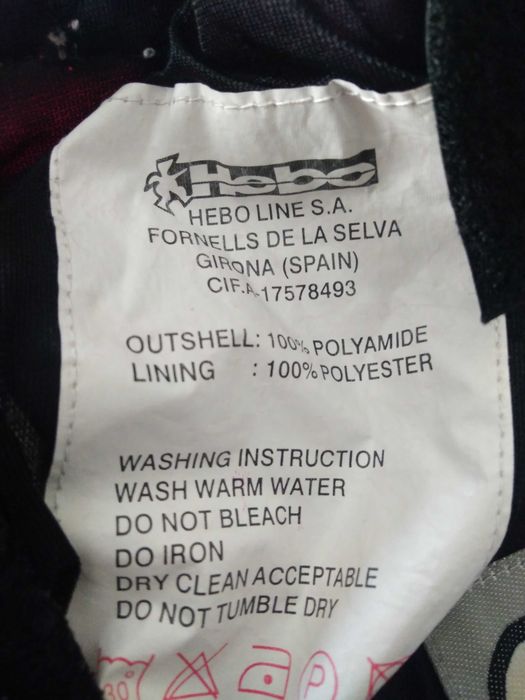 Hebo
HEBO LINE S.A.
FORNELLS DE LA SELVA
GIRONA (SPAIN)
CIF.A-17578493
OUTSHELL: 100% POLYAMIDE
LINING : 100% POLYESTER
WASHING INSTRUCTION
WASH WARM WATER
DO NOT BLEACH
DO IRON
DRY CLEAN ACCEPTABLE
DO NOT TUMBLE DRY
30 P